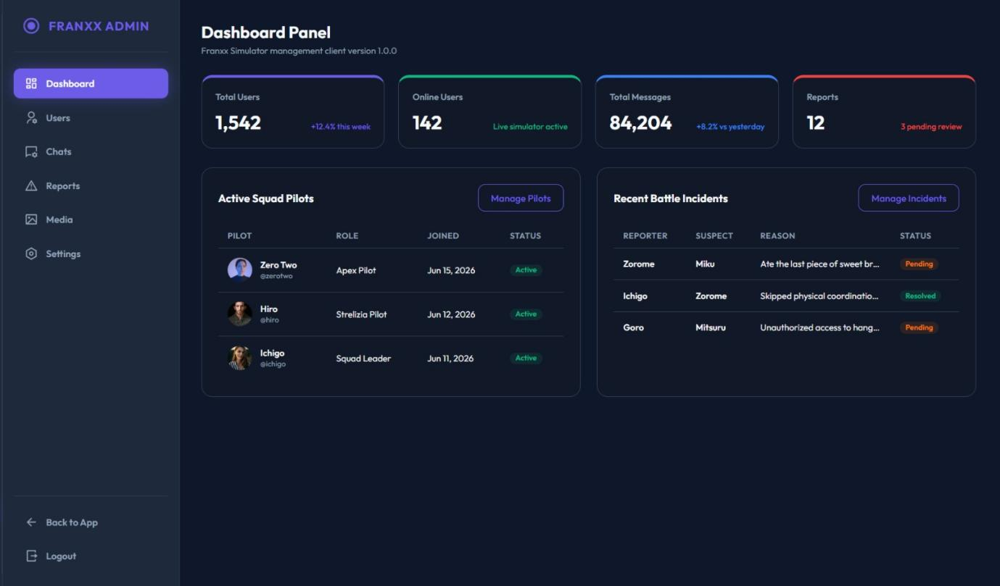 FRANXX ADMIN
Dashboard
Users
Chats
Reports
Media
Settings
Back to App
Logout
Dashboard Panel
Franxx Simulator management client version 1.0.0
Total Users
1,542
+12.4% this week
Online Users
142
Live simulator active
Total Messages
84,204
+8.2% vs yesterday
Reports
12
3 pending review
Active Squad Pilots
Manage Pilots
PILOT ROLE JOINED STATUS
Zero Two
@zerotwo
Apex Pilot
Jun 15, 2026
Active
Hiro
@hiro
Strelizia Pilot
Jun 12, 2026
Active
Ichigo
@ichigo
Squad Leader
Jun 11, 2026
Active
Recent Battle Incidents
Manage Incidents
REPORTER SUSPECT REASON STATUS
Zorome Miku Ate the last piece of sweet br... Pending
Ichigo Zorome Skipped physical coordinatio... Resolved
Goro Mitsuru Unauthorized access to hang... Pending